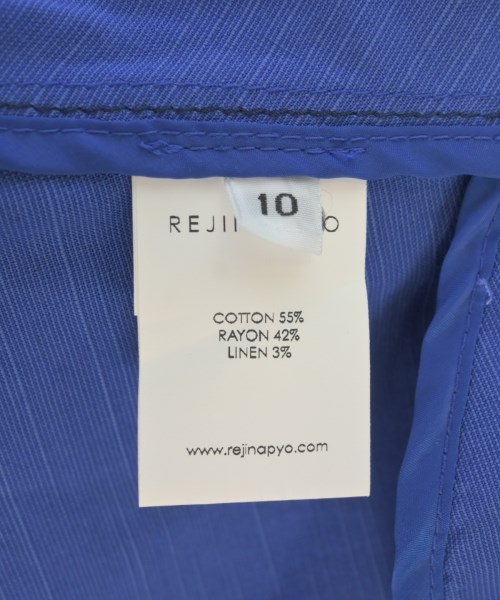 10
REJI O
COTTON 55%
RAYON 42%
LINEN 3%
www.rejinapyo.com